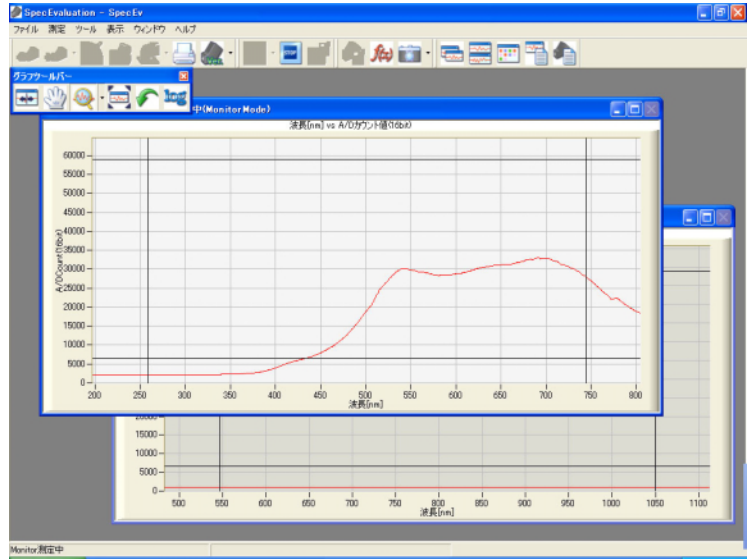 SpecEvaluation - SpecEv
ファイル 測定 ツール 表示 ウィンドウ ヘルプ
STOP
f(x)
グラフツールバー
Log
中(MonitorMode)
波長[nm] vs A/Dカウント値(16bit)
60000
55000
50000
45000
40000
35000
30000
25000
20000
15000
10000
5000
0
A/DCount(16bit)
200 250 300 350 400 450 500 550 600 650 700 750 800
波長[nm]
20000
15000
10000
5000
0
500 550 600 650 700 750 800 850 900 950 1000 1050 1100
波長[nm]
Monitor測定中